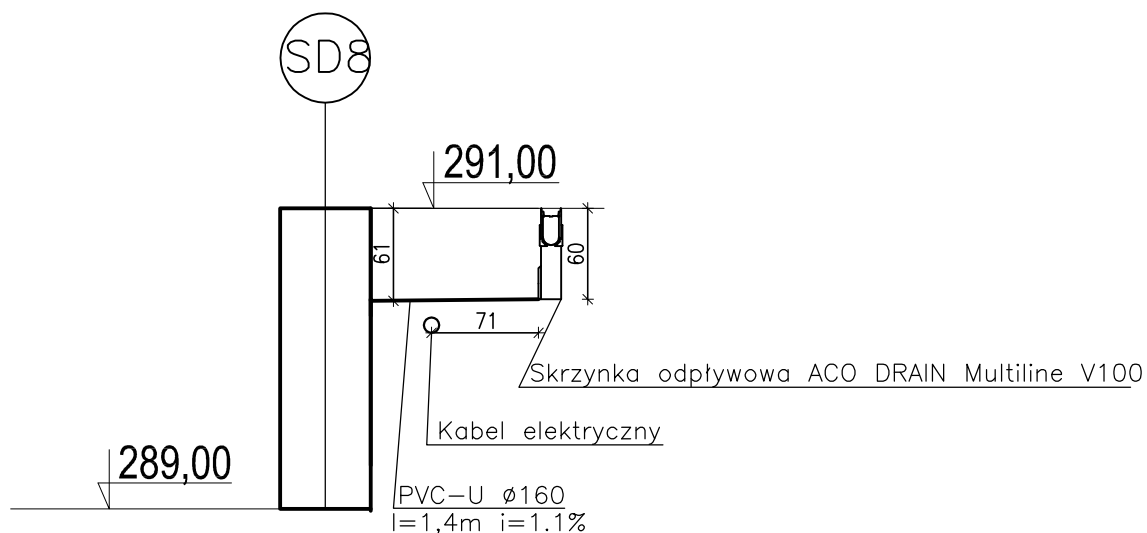 SD8
291,00
61
60
71
Skrzynka odpływowa ACO DRAIN Multiline V100
Kabel elektryczny
289,00
PVC-U ø160
l=1,4m i=1.1%